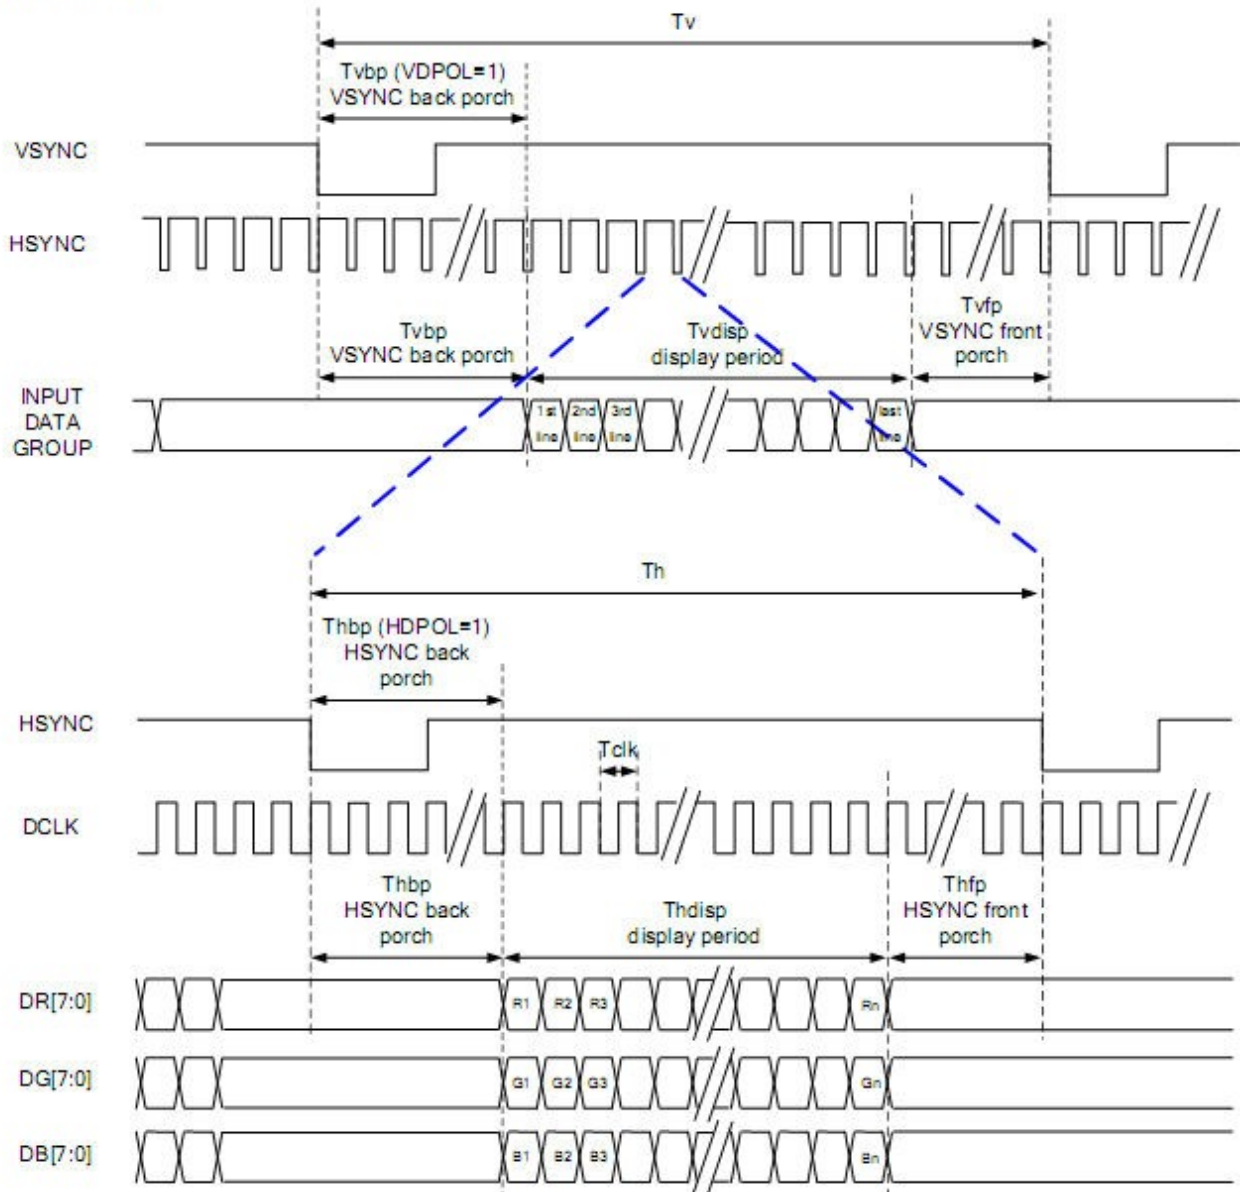 Tv
Tvbp (VDPOL=1)
VSYNC back porch
VSYNC
HSYNC
Tvbp
VSYNC back porch
Tvdisp
display period
Tvfp
VSYNC front
porch
INPUT
DATA
GROUP
1st
line
2nd
line
3rd
line
last
line
Th
Thbp (HDPOL=1)
HSYNC back
porch
HSYNC
Tclk
DCLK
Thbp
HSYNC back
porch
Thdisp
display period
Thfp
HSYNC front
porch
DR[7:0]
R1 R2 R3 Rn
DG[7:0]
G1 G2 G3 Gn
DB[7:0]
B1 B2 B3 Bn